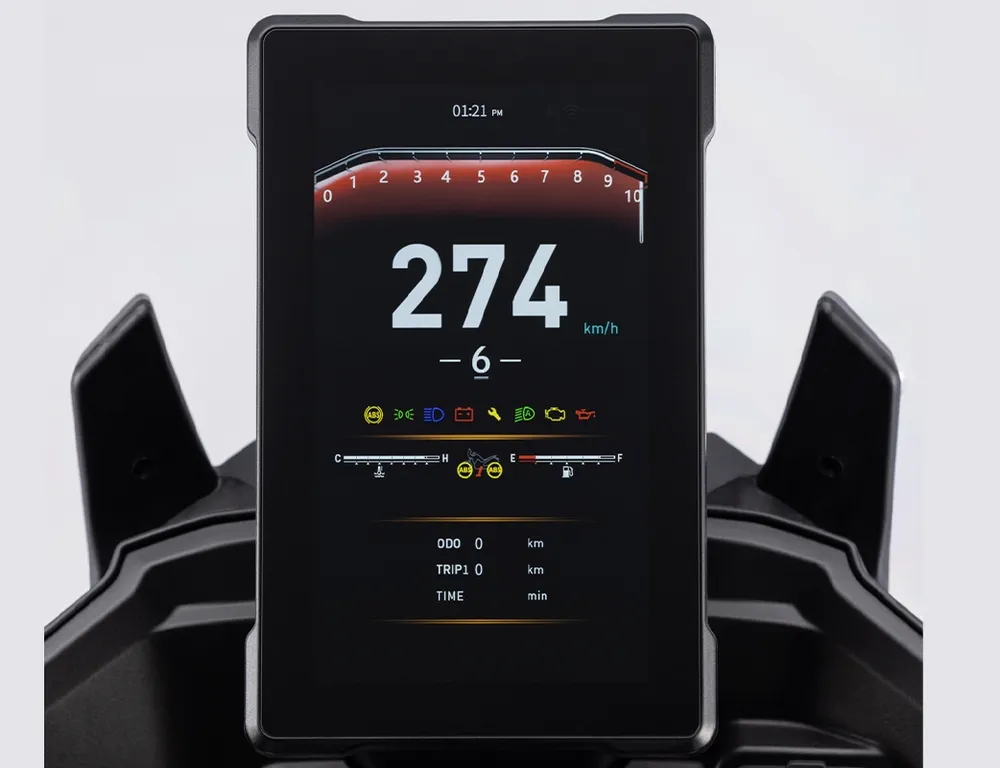 01:21 PM
0 1 2 3 4 5 6 7 8 9 10
274 km/h
6
ABS A
C H ABS ABS E F
ODO 0 km
TRIP1 0 km
TIME min